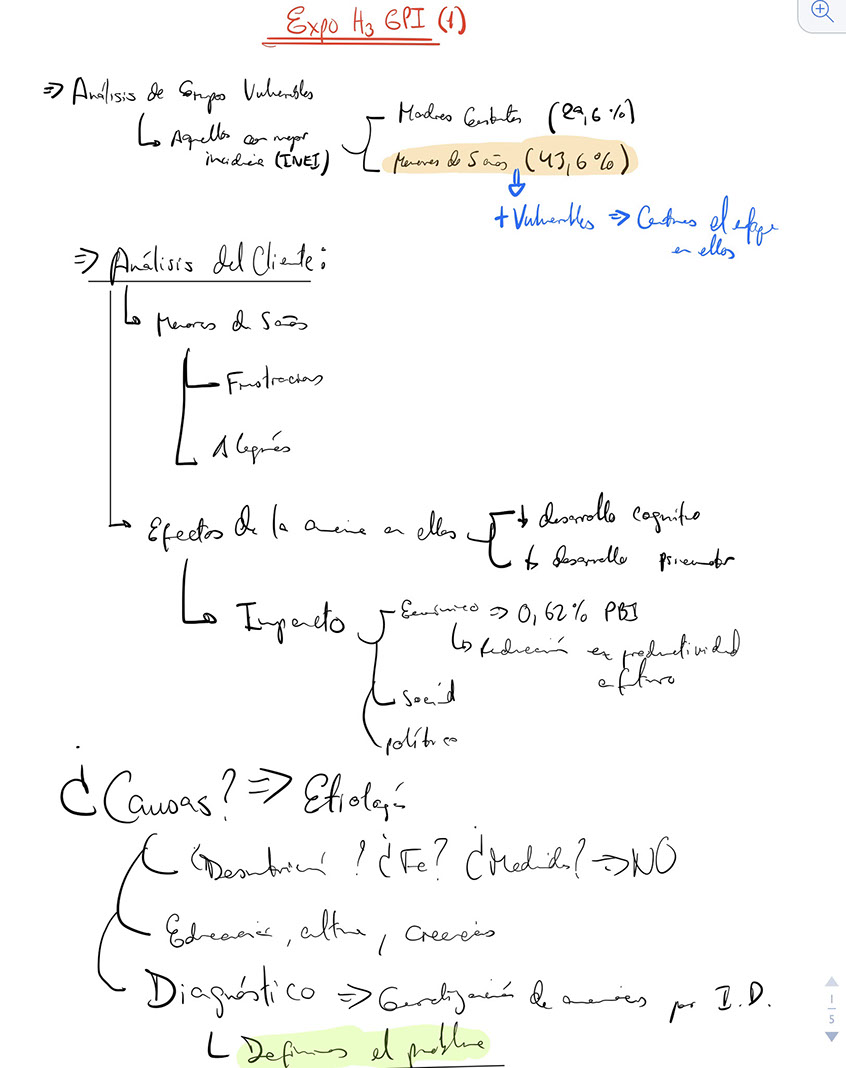 Expo H3 GPI (1)
⇒ Análisis de Grupos Vulnerables
↳ Aquellos con mayor
incidencia (INEI)
Madres Gestantes (29,6%)
Menores de 5 años (43,6%)
+ Vulnerables ⇒ Centramos el enfoque
en ellos
⇒ Análisis del Cliente:
↳ Menores de 5 años
Frustraciones
Alegrías
Efectos de la anemia en ellos
↓ desarrollo cognitivo
↓ desarrollo psicomotor
Impacto
Económico ⇒ 0,62% PBI
↳ Reducción en productividad
a futuro
Social
político
¿Causas? ⇒ Etiología
¿Desnutrición? ¿Fe? ¿Medidas? ⇒ NO
Educación, cultura, creencias
Diagnóstico ⇒ de anemias por I.D.
Definimos el problema
1
5